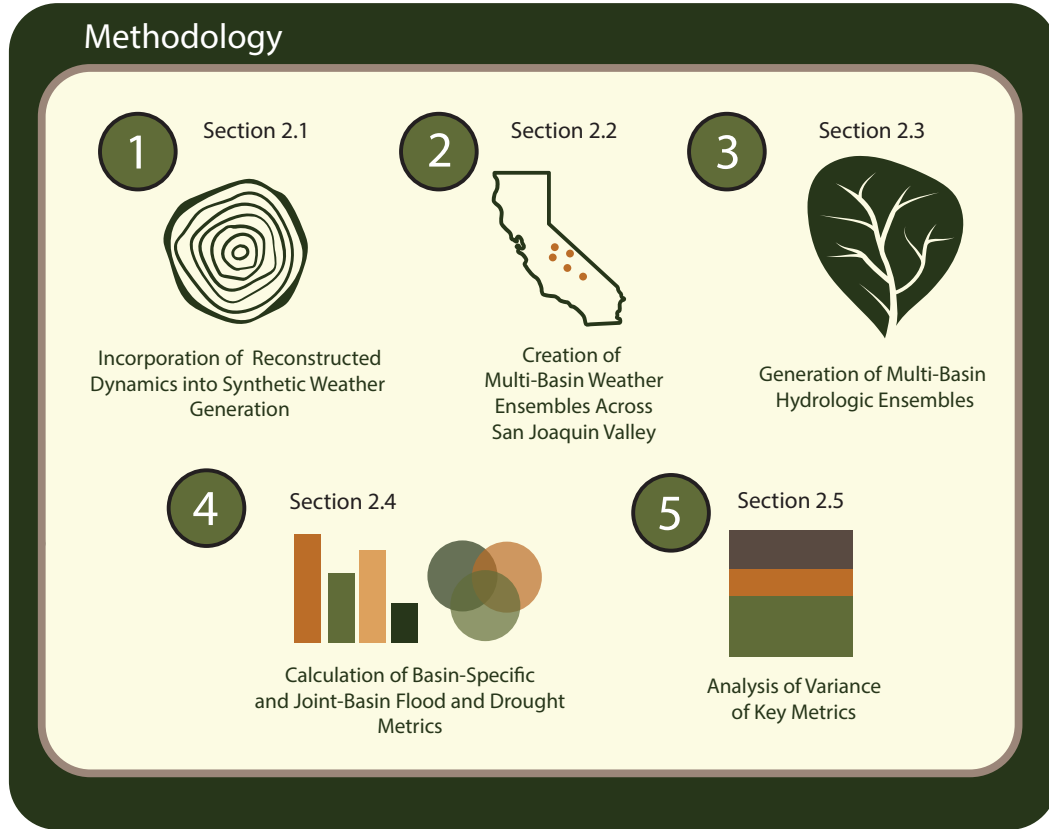 Methodology
1
Section 2.1
Incorporation of Reconstructed
Dynamics into Synthetic Weather
Generation
2
Section 2.2
Creation of
Multi-Basin Weather
Ensembles Across
San Joaquin Valley
3
Section 2.3
Generation of Multi-Basin
Hydrologic Ensembles
4
Section 2.4
Calculation of Basin-Specific
and Joint-Basin Flood and Drought
Metrics
5
Section 2.5
Analysis of Variance
of Key Metrics